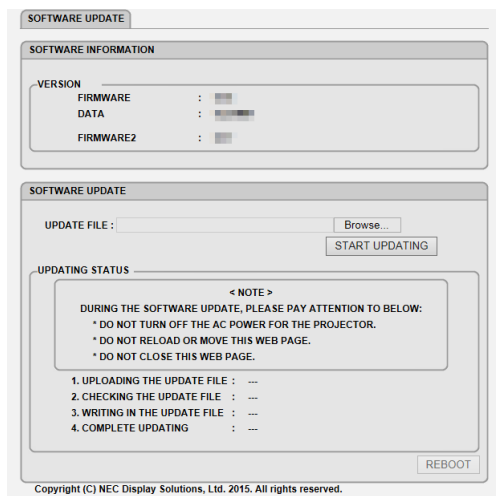 SOFTWARE UPDATE
SOFTWARE INFORMATION
VERSION
FIRMWARE :
DATA :
FIRMWARE2 :
SOFTWARE UPDATE
UPDATE FILE : Browse...
START UPDATING
UPDATING STATUS
< NOTE >
DURING THE SOFTWARE UPDATE, PLEASE PAY ATTENTION TO BELOW:
* DO NOT TURN OFF THE AC POWER FOR THE PROJECTOR.
* DO NOT RELOAD OR MOVE THIS WEB PAGE.
* DO NOT CLOSE THIS WEB PAGE.
1. UPLOADING THE UPDATE FILE : ---
2. CHECKING THE UPDATE FILE : ---
3. WRITING IN THE UPDATE FILE : ---
4. COMPLETE UPDATING : ---
REBOOT
Copyright (C) NEC Display Solutions, Ltd. 2015. All rights reserved.